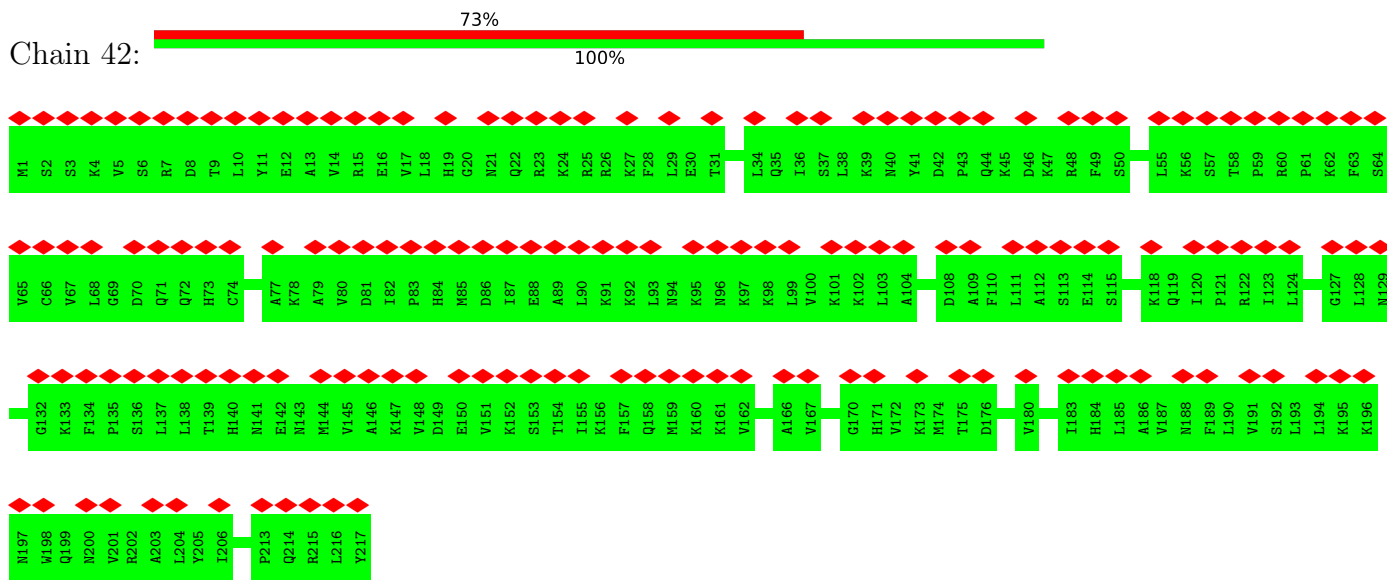 73%
Chain 42:
100%
M1 S2 S3 K4 V5 S6 R7 D8 T9 L10 Y11 E12 A13 V14 R15 E16 V17 L18 H19 G20 N21 Q22 R23 K24 R25 R26 K27 F28 L29 E30 T31 L34 Q35 I36 S37 L38 K39 N40 Y41 D42 P43 Q44 K45 D46 K47 R48 F49 S50 L55 K56 S57 T58 P59 R60 P61 K62 F63 S64
V65 C66 V67 L68 G69 D70 Q71 Q72 H73 C74 A77 K78 A79 V80 D81 I82 P83 H84 M85 D86 I87 E88 A89 L90 K91 K92 L93 N94 K95 N96 K97 K98 L99 V100 K101 K102 L103 A104 D108 A109 F110 L111 A112 S113 E114 S115 K118 Q119 I120 P121 R122 I123 L124 G127 L128 N129
G132 K133 F134 P135 S136 L137 L138 T139 H140 N141 E142 N143 M144 V145 A146 K147 V148 D149 E150 V151 K152 S153 T154 I155 K156 F157 Q158 M159 K160 K161 V162 A166 V167 G170 H171 V172 K173 M174 T175 D176 V180 I183 H184 L185 A186 V187 N188 F189 L190 V191 S192 L193 L194 K195 K196
N197 W198 Q199 N200 V201 R202 A203 L204 Y205 I206 P213 Q214 R215 L216 Y217